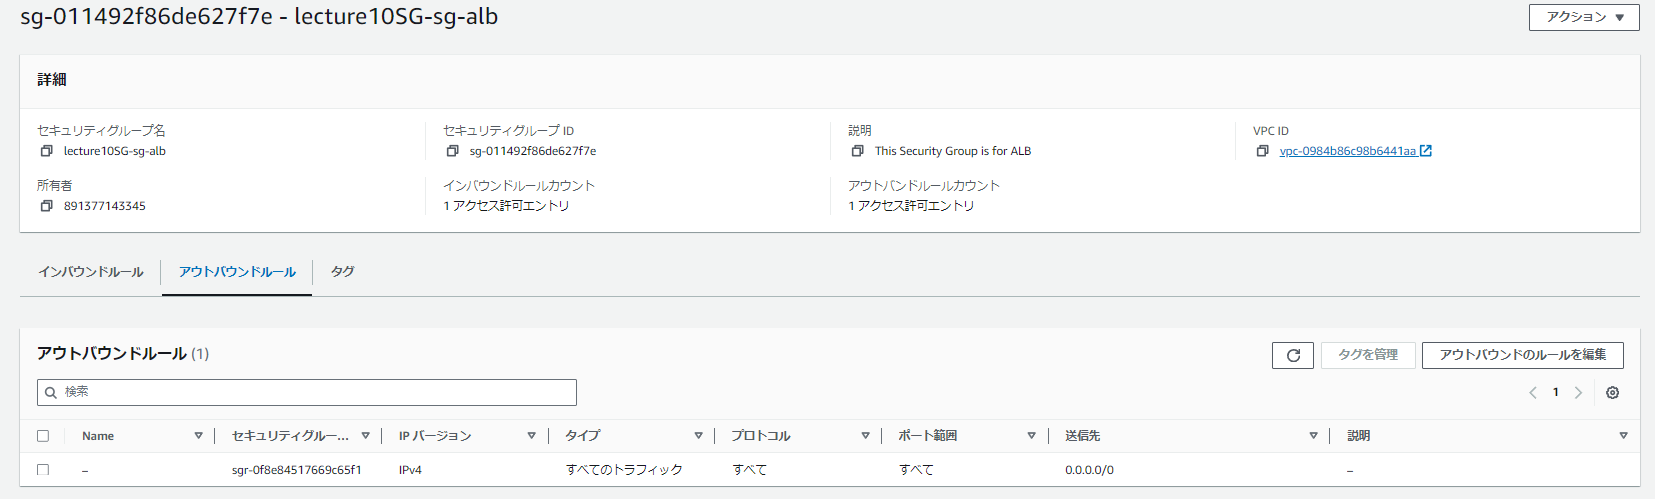 sg-011492f86de627f7e - lecture10SG-sg-alb
アクション
詳細
セキュリティグループ名
lecture10SG-sg-alb
セキュリティグループ ID
sg-011492f86de627f7e
説明
This Security Group is for ALB
VPC ID
vpc-0984b86c98b6441aa
所有者
891377143345
インバウンドルールカウント
1 アクセス許可エントリ
アウトバンドルールカウント
1 アクセス許可エントリ
インバウンドルール アウトバウンドルール タグ
アウトバウンドルール (1)
タグを管理 アウトバウンドのルールを編集
検索
1
Name セキュリティグルー... IP バージョン タイプ プロトコル ポート範囲 送信先 説明
– sgr-0f8e84517669c65f1 IPv4 すべてのトラフィック すべて すべて 0.0.0.0/0 –